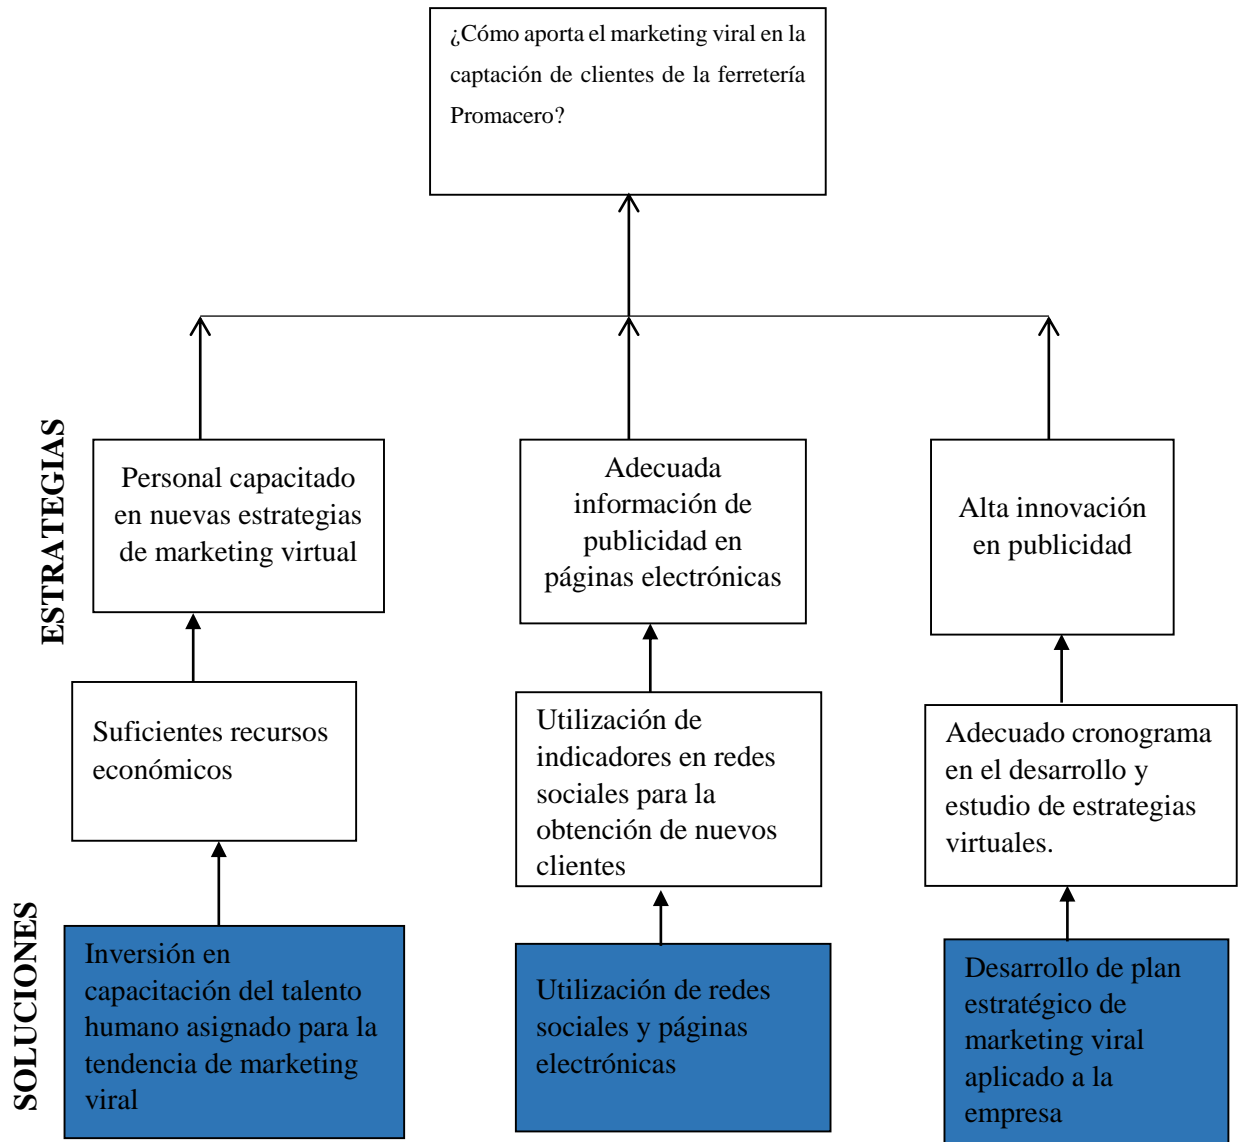 ¿Cómo aporta el marketing viral en la
captación de clientes de la ferretería
Promacero?
ESTRATEGIAS
Personal capacitado
en nuevas estrategias
de marketing virtual
Adecuada
información de
publicidad en
páginas electrónicas
Alta innovación
en publicidad
Suficientes recursos
económicos
Utilización de
indicadores en redes
sociales para la
obtención de nuevos
clientes
Adecuado cronograma
en el desarrollo y
estudio de estrategias
virtuales.
SOLUCIONES
Inversión en
capacitación del talento
humano asignado para la
tendencia de marketing
viral
Utilización de redes
sociales y páginas
electrónicas
Desarrollo de plan
estratégico de
marketing viral
aplicado a la
empresa